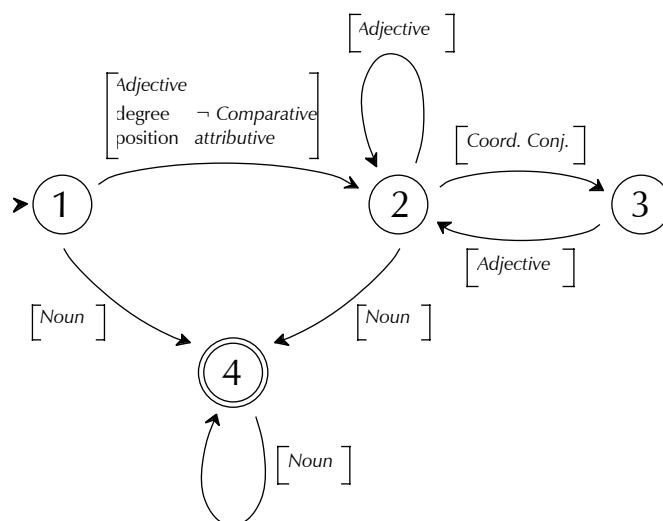 [Adjective]
[Adjective
degree ¬ Comparative
position attributive]
[Coord. Conj.]
1
2
3
[Adjective]
[Noun]
[Noun]
4
[Noun]